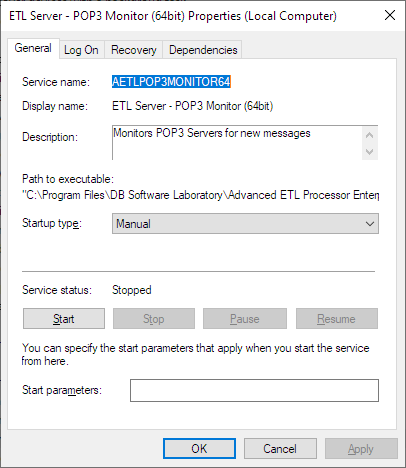 ETL Server - POP3 Monitor (64bit) Properties (Local Computer)
General Log On Recovery Dependencies
Service name: AETLPOP3MONITOR64
Display name: ETL Server - POP3 Monitor (64bit)
Description: Monitors POP3 Servers for new messages
Path to executable:
"C:\Program Files\DB Software Laboratory\Advanced ETL Processor Enterp
Startup type: Manual
Service status: Stopped
Start Stop Pause Resume
You can specify the start parameters that apply when you start the service
from here.
Start parameters:
OK Cancel Apply